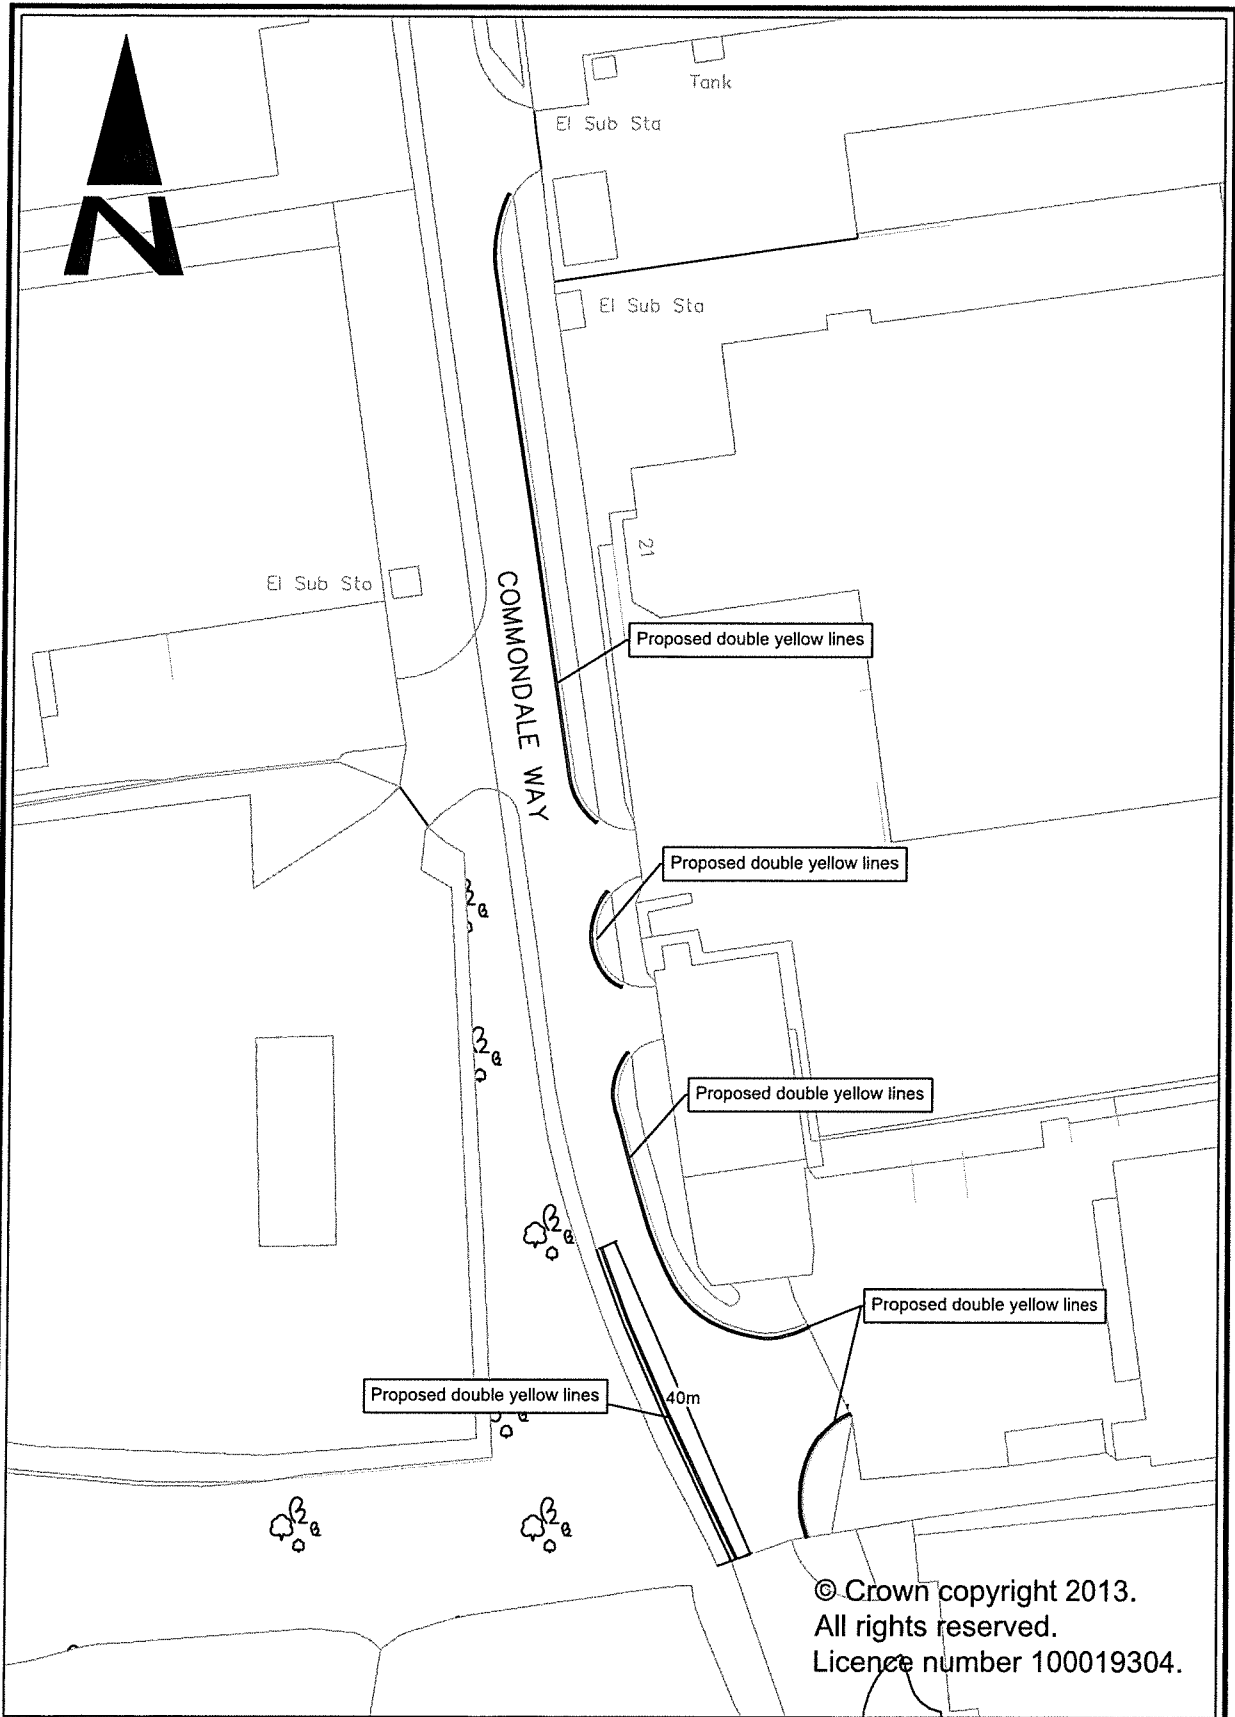 Tank
El Sub Sta
N
El Sub Sta
21
El Sub Sta
COMMONDALE WAY
Proposed double yellow lines
Proposed double yellow lines
Proposed double yellow lines
Proposed double yellow lines
Proposed double yellow lines
40m
© Crown copyright 2013.
All rights reserved.
Licence number 100019304.